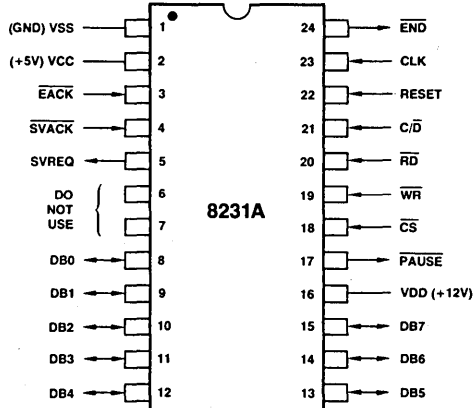 (GND) VSS 1 24 END
(+5V) VCC 2 23 CLK
EACK 3 22 RESET
SVACK 4 21 C/D
SVREQ 5 20 RD
DO NOT USE 6 19 WR
7 18 CS
8231A
DB0 8 17 PAUSE
DB1 9 16 VDD (+12V)
DB2 10 15 DB7
DB3 11 14 DB6
DB4 12 13 DB5